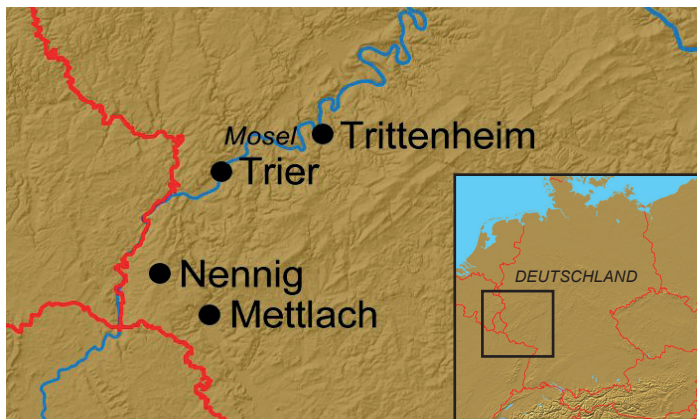 Mosel
Trittenheim
Trier
Nennig
Mettlach
DEUTSCHLAND